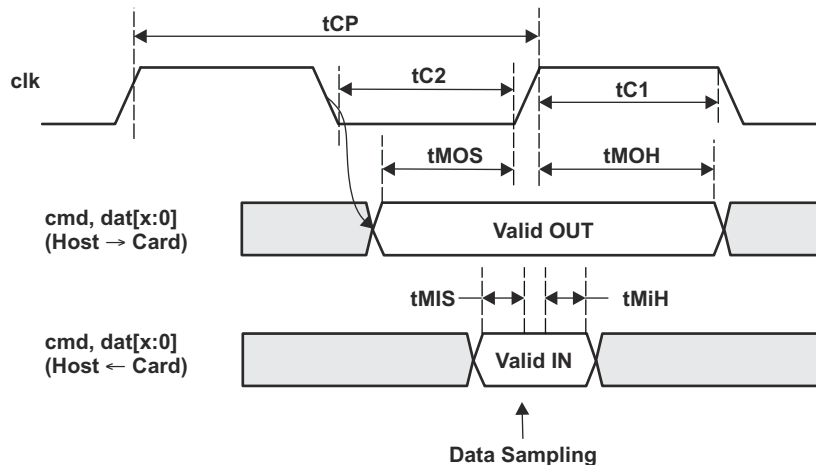 tCP
clk
tC2
tC1
tMOS
tMOH
cmd, dat[x:0]
(Host → Card)
Valid OUT
tMIS
tMiH
cmd, dat[x:0]
(Host ← Card)
Valid IN
Data Sampling